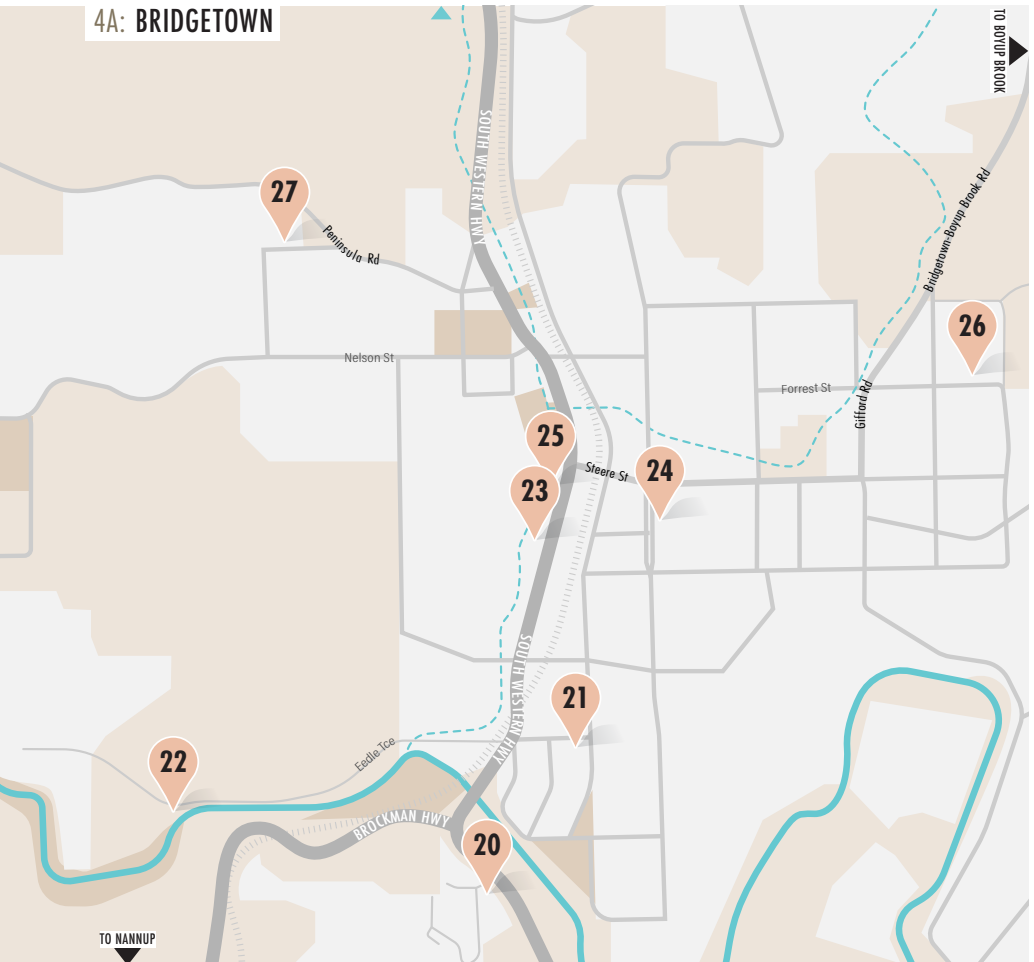 4A: BRIDGETOWN
TO BOYUP BROOK
SOUTH WESTERN HWY
27
Peninsula Rd
Bridgetown-Boyup Brook Rd
26
Nelson St
Forrest St
Gifford Rd
25
Steere St
24
23
SOUTH WESTERN HWY
21
Eedle Tce
22
BROCKMAN HWY
20
TO NANNUP